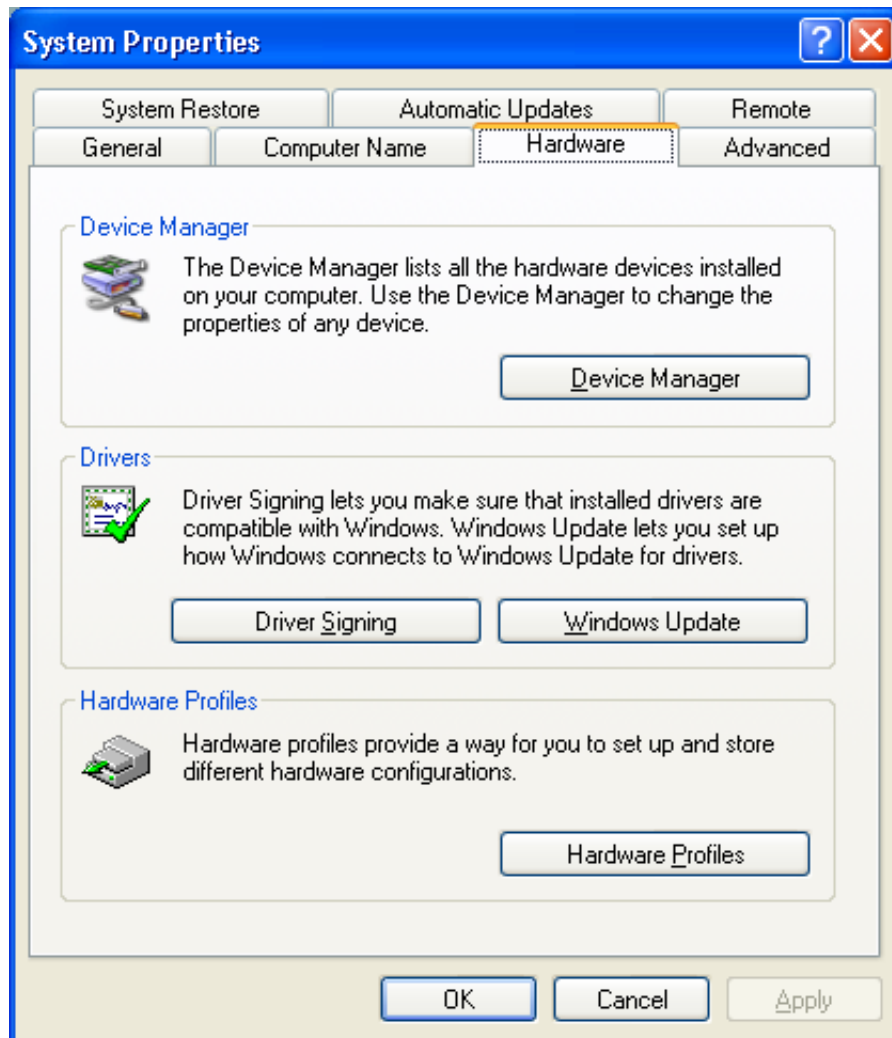 System Properties
System Restore
Automatic Updates
Remote
General
Computer Name
Hardware
Advanced
Device Manager
The Device Manager lists all the hardware devices installed
on your computer. Use the Device Manager to change the
properties of any device.
Device Manager
Drivers
Driver Signing lets you make sure that installed drivers are
compatible with Windows. Windows Update lets you set up
how Windows connects to Windows Update for drivers.
Driver Signing
Windows Update
Hardware Profiles
Hardware profiles provide a way for you to set up and store
different hardware configurations.
Hardware Profiles
OK
Cancel
Apply